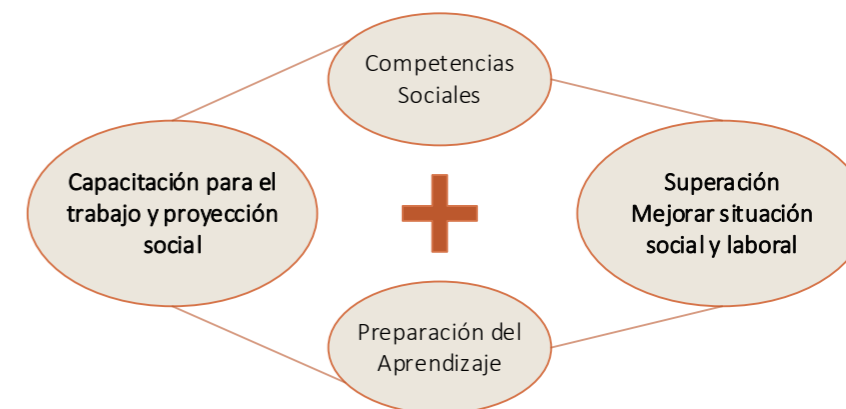 Competencias
Sociales
Capacitación para el
trabajo y proyección
social
Superación
Mejorar situación
social y laboral
Preparación del
Aprendizaje